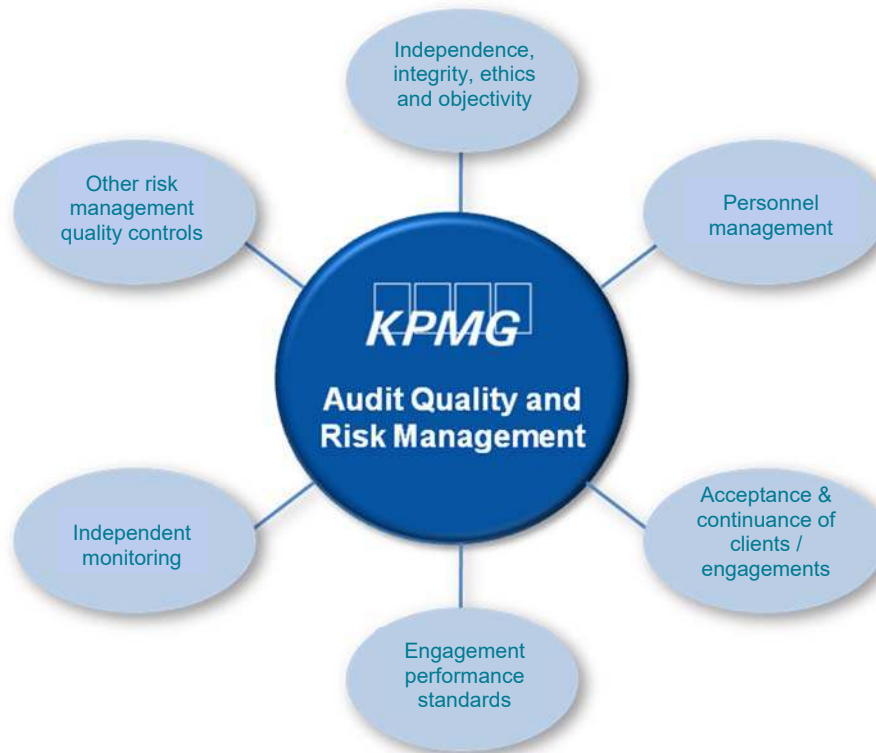 Independence,
integrity, ethics
and objectivity
Other risk
management
quality controls
Personnel
management
KPMG
Audit Quality and
Risk Management
Independent
monitoring
Acceptance &
continuance of
clients /
engagements
Engagement
performance
standards